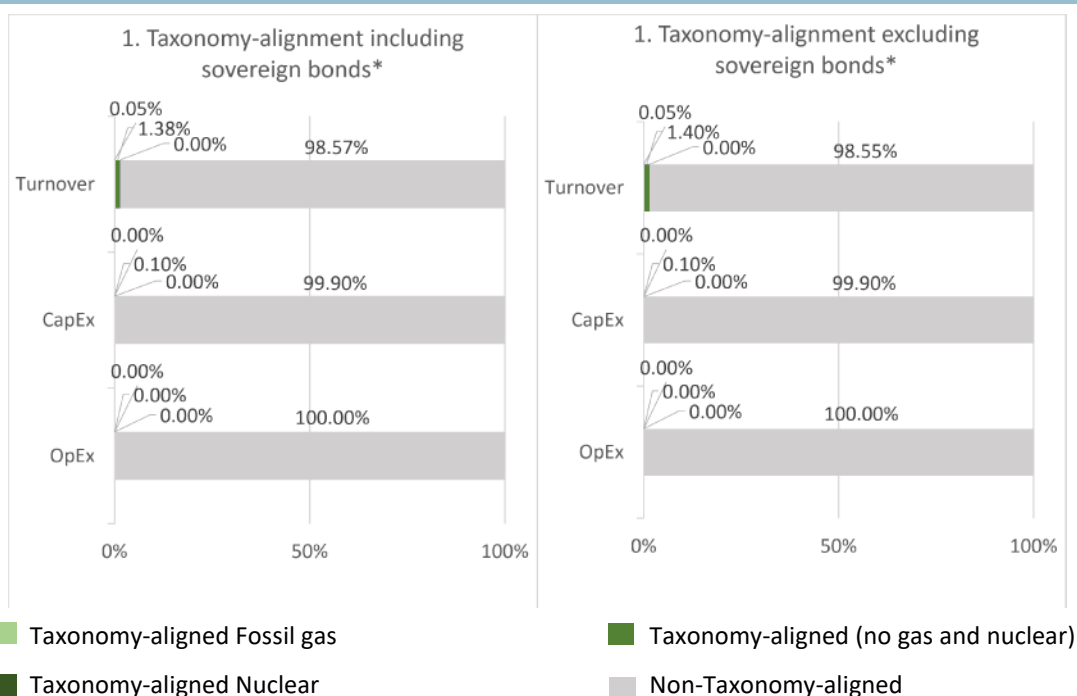 1. Taxonomy-alignment including
sovereign bonds*
0.05%
1.38%
0.00%
98.57%
Turnover
0.00%
0.10%
0.00%
99.90%
CapEx
0.00%
0.00%
0.00%
100.00%
OpEx
0%
50%
100%
1. Taxonomy-alignment excluding
sovereign bonds*
0.05%
1.40%
0.00%
98.55%
Turnover
0.00%
0.10%
0.00%
99.90%
CapEx
0.00%
0.00%
0.00%
100.00%
OpEx
0%
50%
100%
Taxonomy-aligned Fossil gas
Taxonomy-aligned (no gas and nuclear)
Taxonomy-aligned Nuclear
Non-Taxonomy-aligned